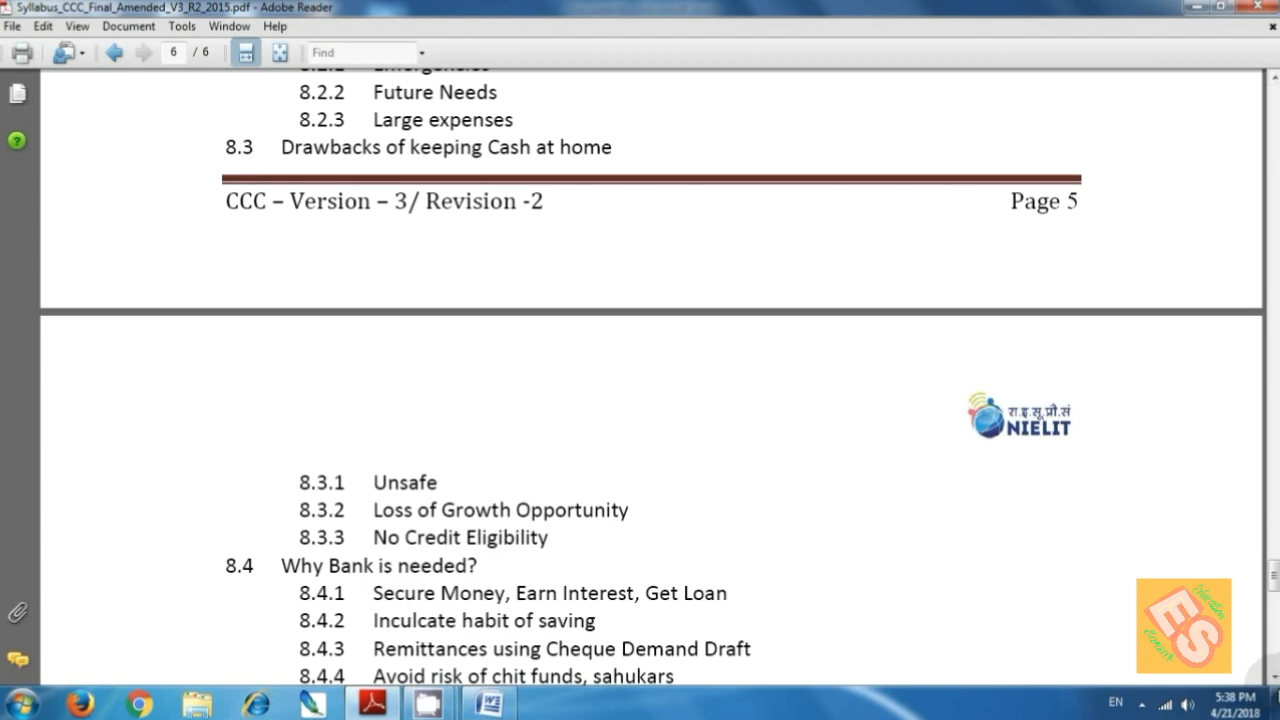 Syllabus_CCC_Final_Amended_V3_R2_2015.pdf - Adobe Reader
File Edit View Document Tools Window Help
6 / 6 Find
8.2.1 Emergencies
8.2.2 Future Needs
8.2.3 Large expenses
8.3 Drawbacks of keeping Cash at home
CCC – Version – 3/ Revision -2 Page 5
रा.इ.सू.प्रौ.सं
NIELIT
8.3.1 Unsafe
8.3.2 Loss of Growth Opportunity
8.3.3 No Credit Eligibility
8.4 Why Bank is needed?
8.4.1 Secure Money, Earn Interest, Get Loan
8.4.2 Inculcate habit of saving
8.4.3 Remittances using Cheque Demand Draft
8.4.4 Avoid risk of chit funds, sahukars
Education
ES
EN 5:38 PM
4/21/2018